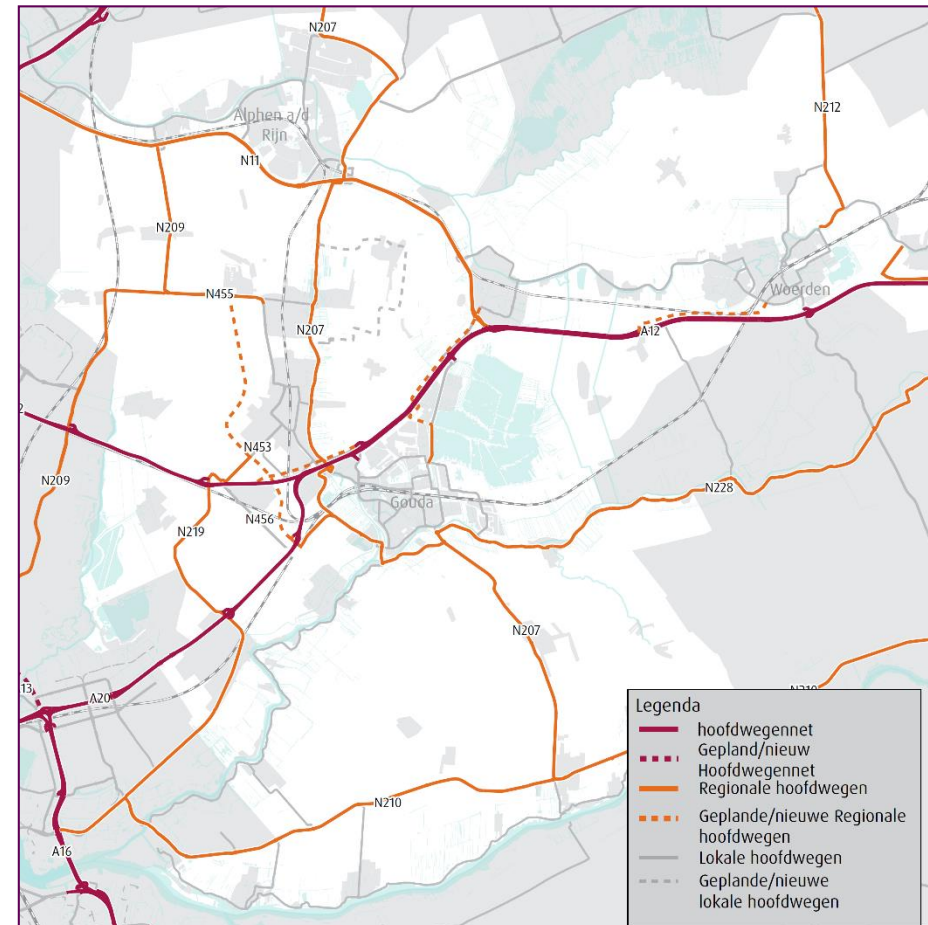 N207
N212
Alphen a/d
Rijn
N11
N209
N455
Woerden
N207
A12
N453
N209
N228
Gouda
N456
N219
N207
13
A20
N210
A16
Legenda
hoofdwegennet
Gepland/nieuw
Hoofdwegennet
Regionale hoofdwegen
Geplande/nieuwe Regionale
hoofdwegen
Lokale hoofdwegen
Geplande/nieuwe
lokale hoofdwegen